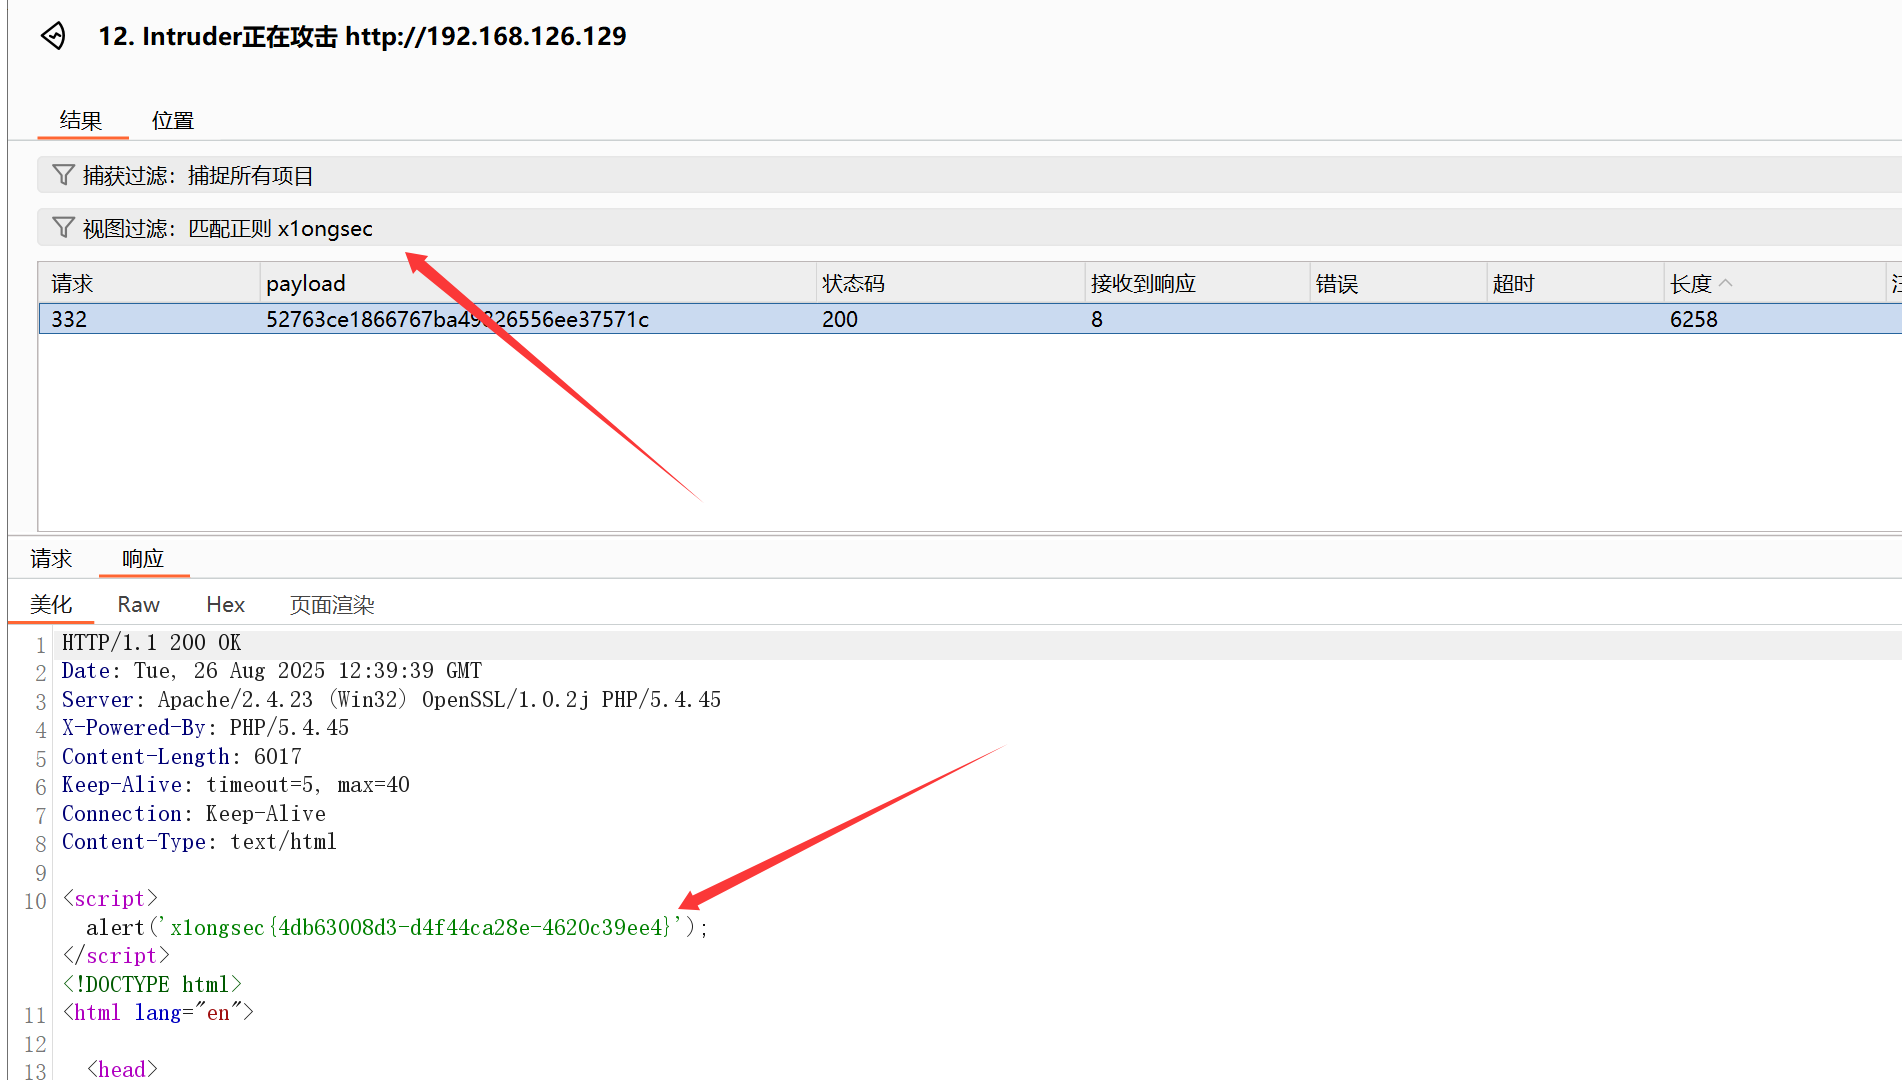 12. Intruder正在攻击 http://192.168.126.129
结果 位置
捕获过滤：捕捉所有项目
视图过滤：匹配正则 x1ongsec
请求 payload 状态码 接收到响应 错误 超时 长度
332 52763ce1866767ba49326556ee37571c 200 8 6258
请求 响应
美化 Raw Hex 页面渲染
1 HTTP/1.1 200 OK
2 Date: Tue, 26 Aug 2025 12:39:39 GMT
3 Server: Apache/2.4.23 (Win32) OpenSSL/1.0.2j PHP/5.4.45
4 X-Powered-By: PHP/5.4.45
5 Content-Length: 6017
6 Keep-Alive: timeout=5, max=40
7 Connection: Keep-Alive
8 Content-Type: text/html
9
10 <script>
alert('x1ongsec{4db63008d3-d4f44ca28e-4620c39ee4}');
</script>
<!DOCTYPE html>
11 <html lang="en">
12
13 <head>